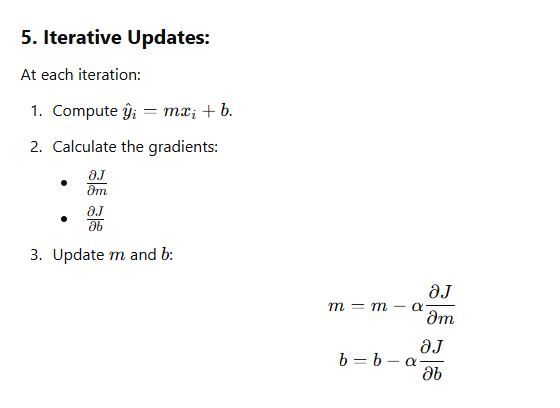 5. Iterative Updates:
At each iteration:
1. Compute ŷᵢ = mxᵢ + b.
2. Calculate the gradients:
• ∂J/∂m
• ∂J/∂b
3. Update m and b:
m = m − α ∂J/∂m
b = b − α ∂J/∂b